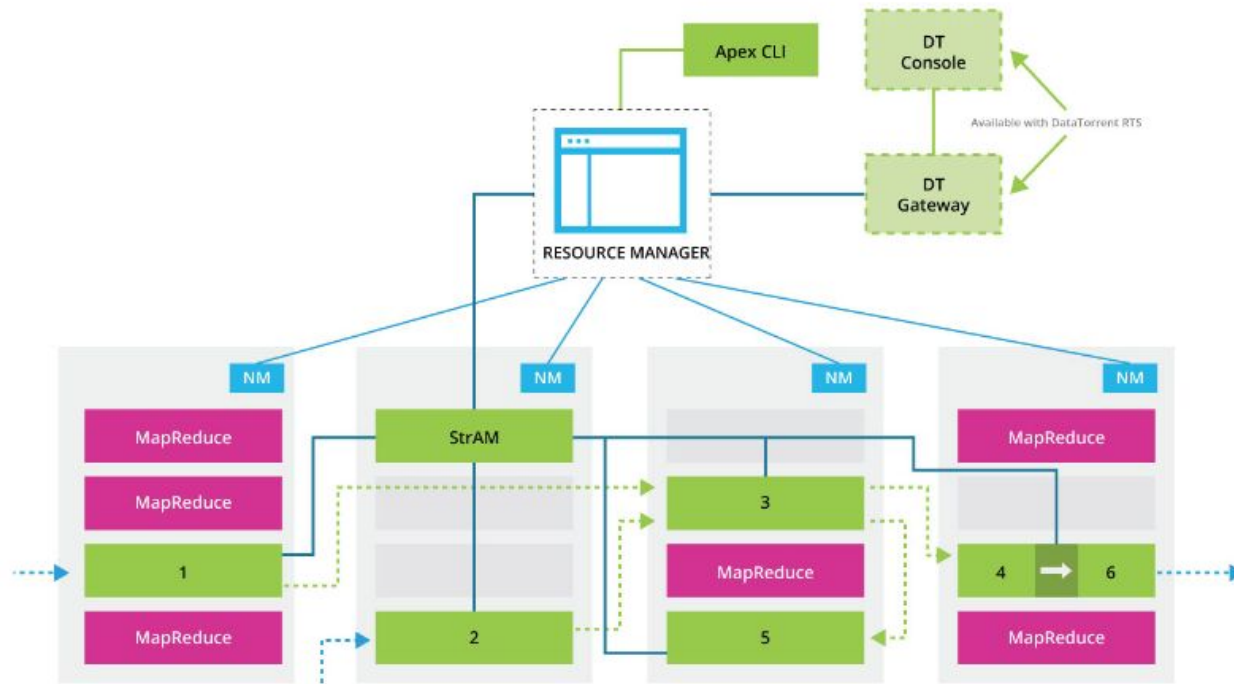 Apex CLI
DT
Console
Available with DataTorrent RTS
DT
Gateway
RESOURCE MANAGER
NM
NM
NM
NM
MapReduce
StrAM
MapReduce
MapReduce
3
1
MapReduce
4
6
MapReduce
2
5
MapReduce